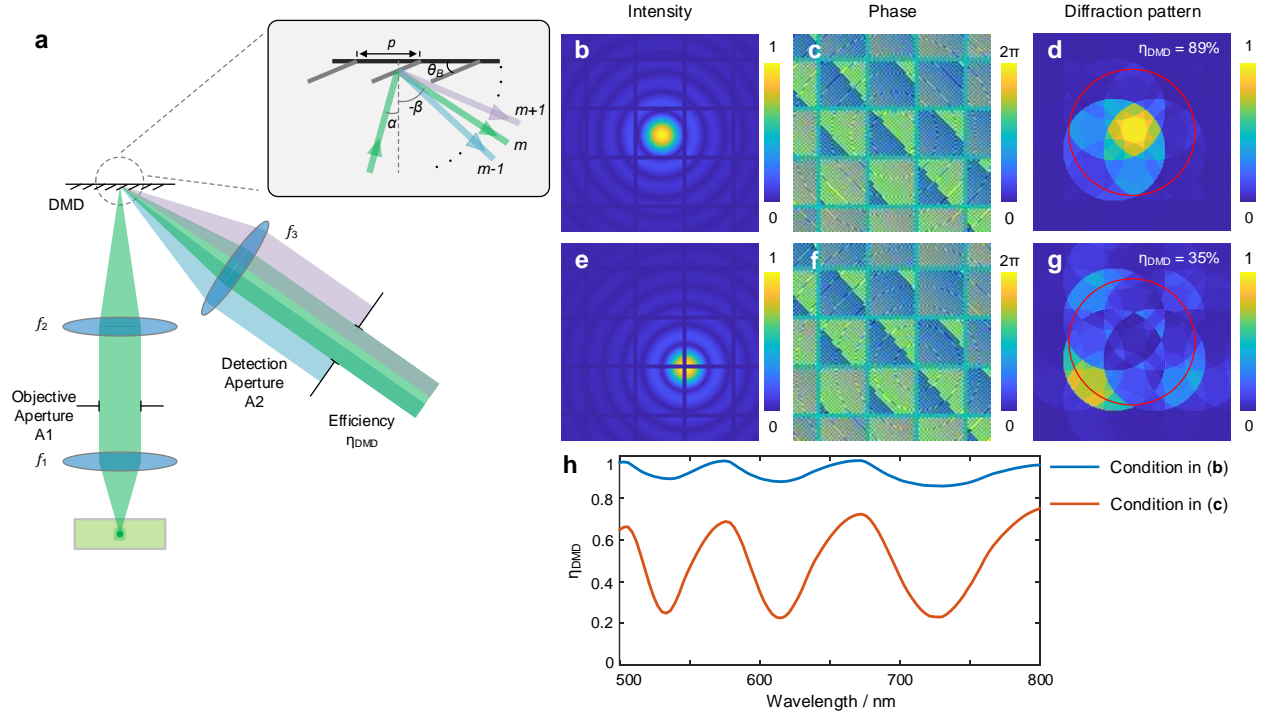 Intensity
Phase
Diffraction pattern
a
p
θB
-β
α
m+1
m
m-1
DMD
f3
f2
Detection
Aperture
A2
Objective
Aperture
A1
Efficiency
ηDMD
f1
b
1
0
c
2π
0
d
ηDMD = 89%
1
0
e
1
0
f
2π
0
g
ηDMD = 35%
1
0
h
1
0.8
0.6
0.4
0.2
0
ηDMD
500
600
700
800
Wavelength / nm
Condition in (b)
Condition in (c)